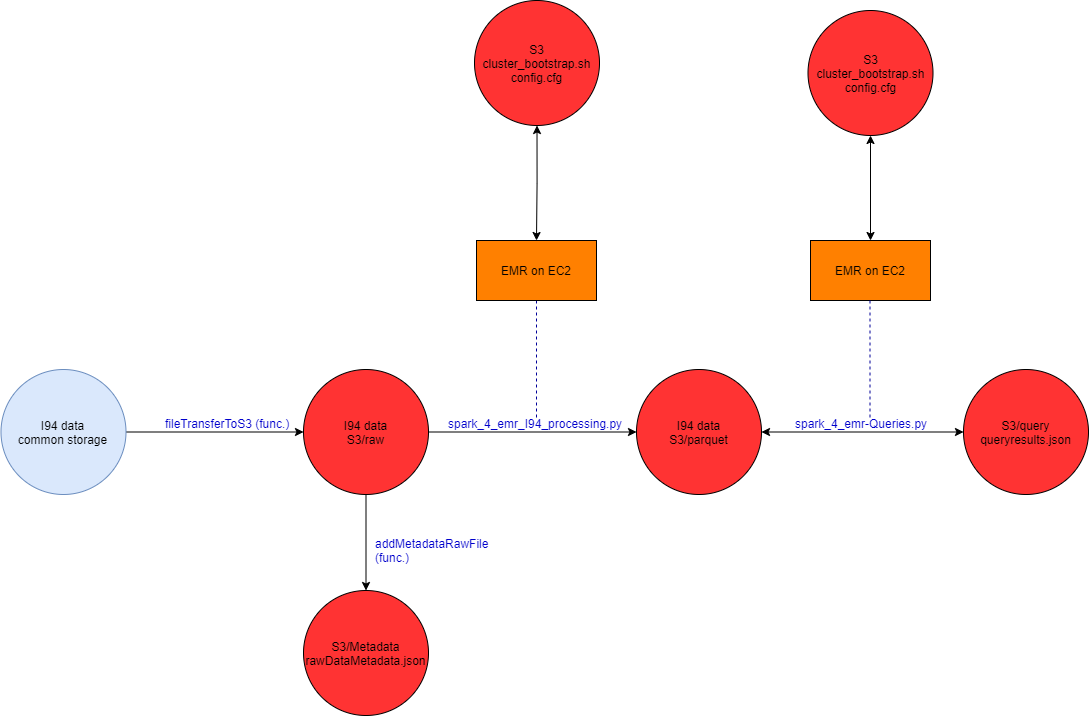 S3
cluster_bootstrap.sh
config.cfg
S3
cluster_bootstrap.sh
config.cfg
EMR on EC2
EMR on EC2
I94 data
common storage
fileTransferToS3 (func.)
I94 data
S3/raw
spark_4_emr_I94_processing.py
I94 data
S3/parquet
spark_4_emr-Queries.py
S3/query
queryresults.json
addMetadataRawFile
(func.)
S3/Metadata
rawDataMetadata.json